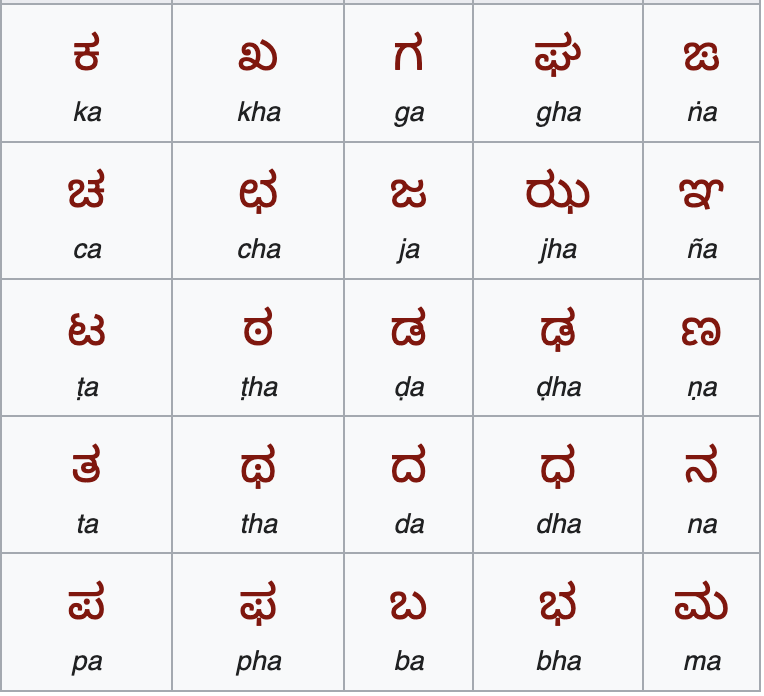 ಕ ಖ ಗ ಘ ಙ
ka kha ga gha ṅa
ಚ ಛ ಜ ಝ ಞ
ca cha ja jha ña
ಟ ಠ ಡ ಢ ಣ
ṭa ṭha ḍa ḍha ṇa
ತ ಥ ದ ಧ ನ
ta tha da dha na
ಪ ಫ ಬ ಭ ಮ
pa pha ba bha ma